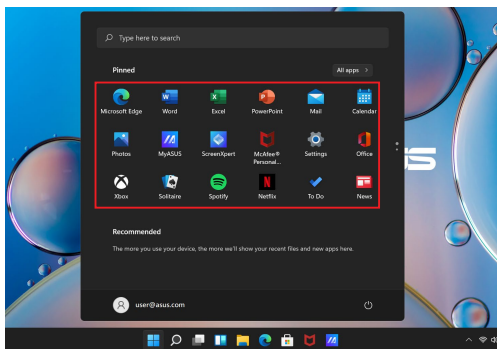 Type here to search
Pinned
All apps >
Microsoft Edge Word Excel PowerPoint Mail Calendar
Photos MyASUS ScreenXpert McAfee® Personal... Settings Office
Xbox Solitaire Spotify Netflix To Do News
Recommended
The more you use your device, the more we'll show your recent files and new apps here.
user@asus.com